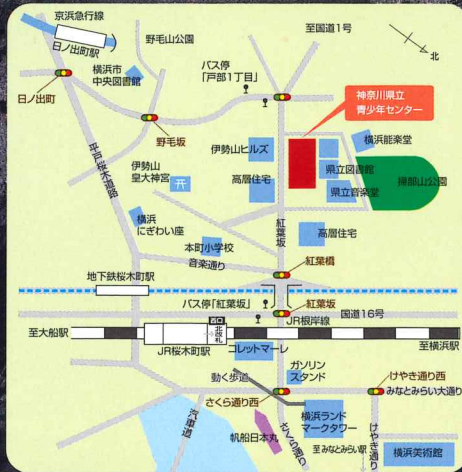 京浜急行線
日ノ出町駅
野毛山公園
至国道1号
北
横浜市
中央図書館
バス停
「戸部1丁目」
日ノ出町
野毛坂
神奈川県立
青少年センター
伊勢山ヒルズ
横浜能楽堂
平戸桜木道路
伊勢山
皇大神宮
高層住宅
県立図書館
県立音楽堂
掃部山公園
横浜
にぎわい座
紅葉坂
高層住宅
本町小学校
音楽通り
紅葉橋
地下鉄桜木町駅
バス停「紅葉坂」
紅葉坂
国道16号
JR根岸線
至大船駅
西口
北改札
至横浜駅
JR桜木町駅
コレットマーレ
ガソリン
スタンド
動く歩道
けやき通り西
さくら通り西
みなとみらい大通り
汽車道
帆船日本丸
さくら通り
横浜ランド
マークタワー
至みなとみらい駅
けやき通り
横浜美術館